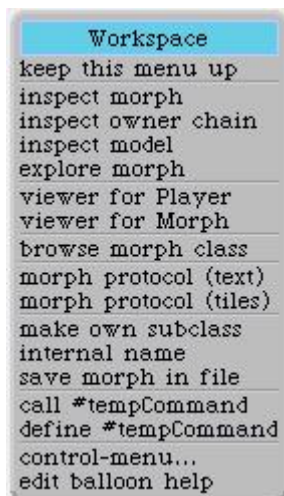 Workspace
keep this menu up
inspect morph
inspect owner chain
inspect model
explore morph
viewer for Player
viewer for Morph
browse morph class
morph protocol (text)
morph protocol (tiles)
make own subclass
internal name
save morph in file
call #tempCommand
define #tempCommand
control-menu...
edit balloon help